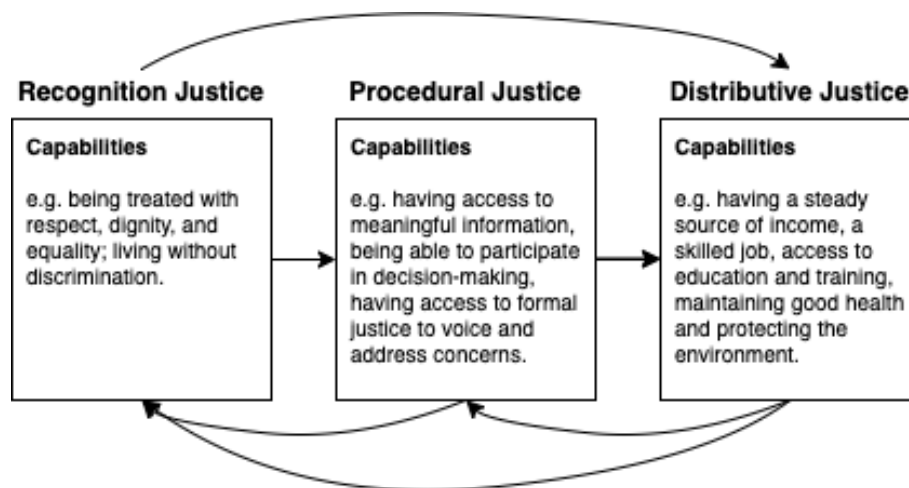 Recognition Justice
Capabilities
e.g. being treated with
respect, dignity, and
equality; living without
discrimination.
Procedural Justice
Capabilities
e.g. having access to
meaningful information,
being able to participate
in decision-making,
having access to formal
justice to voice and
address concerns.
Distributive Justice
Capabilities
e.g. having a steady
source of income, a
skilled job, access to
education and training,
maintaining good health
and protecting the
environment.